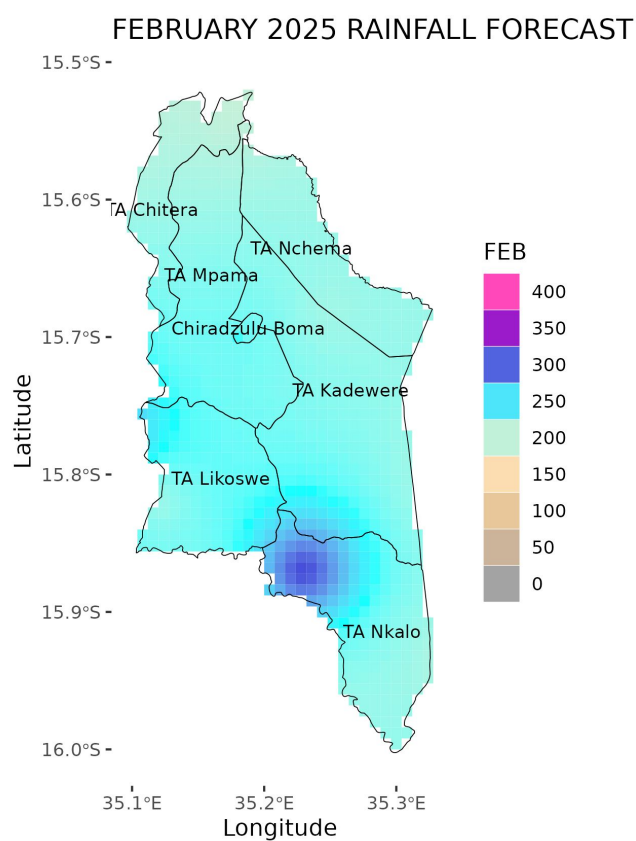 FEBRUARY 2025 RAINFALL FORECAST
15.5°S
15.6°S
15.7°S
15.8°S
15.9°S
16.0°S
Latitude
TA Chitera
TA Nchema
TA Mpama
Chiradzulu Boma
TA Kadewere
TA Likoswe
TA Nkalo
35.1°E 35.2°E 35.3°E
Longitude
FEB
400
350
300
250
200
150
100
50
0